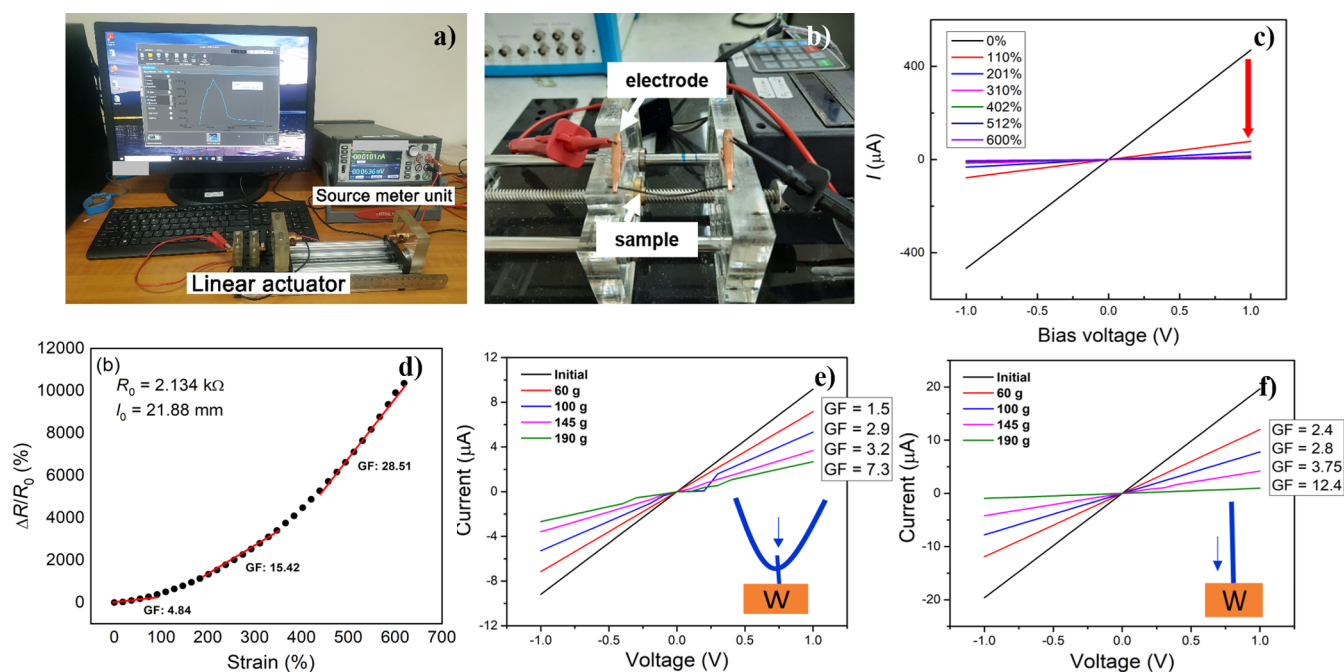 a)
-000101nA
Source meter unit
Linear actuator
b)
electrode
sample
c)
0%
110%
201%
310%
402%
512%
600%
400
0
-400
I (μA)
-1.0 -0.5 0.0 0.5 1.0
Bias voltage (V)
(b)
d)
R0 = 2.134 kΩ
l0 = 21.88 mm
12000
10000
8000
6000
4000
2000
0
ΔR/R0 (%)
GF: 28.51
GF: 15.42
GF: 4.84
0 100 200 300 400 500 600 700
Strain (%)
e)
Initial
60 g
100 g
145 g
190 g
GF = 1.5
GF = 2.9
GF = 3.2
GF = 7.3
12
8
4
0
-4
-8
-12
Current (μA)
W
-1.0 -0.5 0.0 0.5 1.0
Voltage (V)
f)
Initial
60 g
100 g
145 g
190 g
GF = 2.4
GF = 2.8
GF = 3.75
GF = 12.4
20
10
0
-10
-20
Current (μA)
W
-1.0 -0.5 0.0 0.5 1.0
Voltage (V)